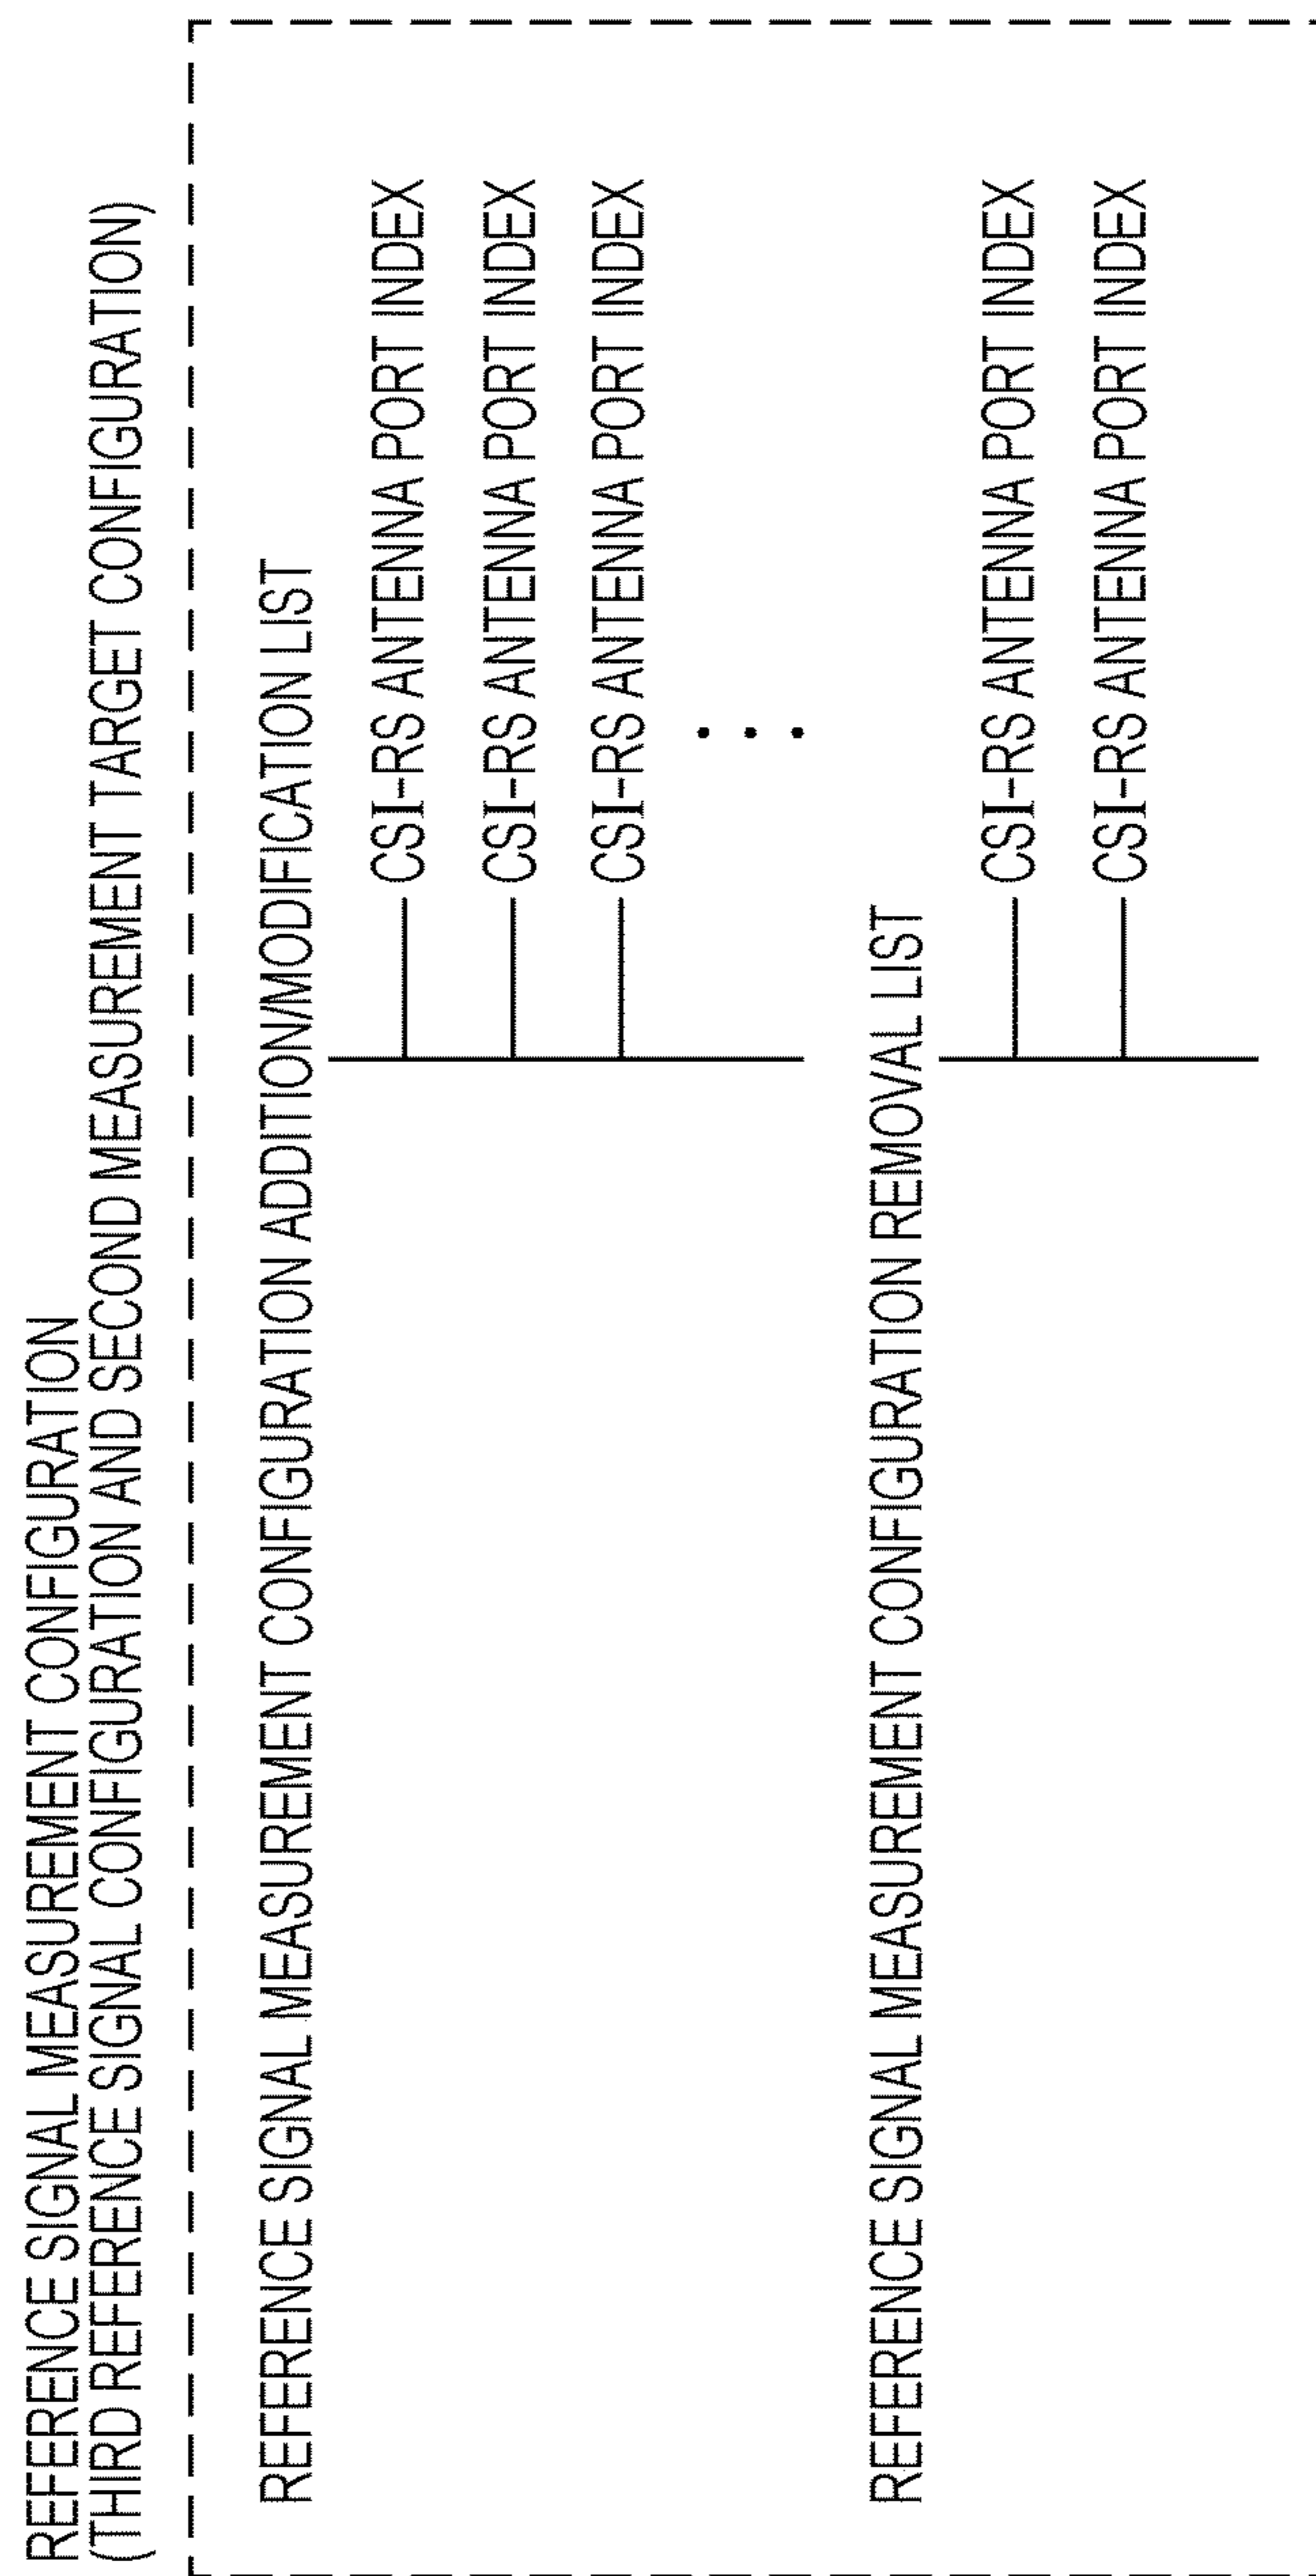 REFERENCE SIGNAL MEASUREMENT CONFIGURATION
(THIRD REFERENCE SIGNAL CONFIGURATION AND SECOND MEASUREMENT TARGET CONFIGURATION)
REFERENCE SIGNAL MEASUREMENT CONFIGURATION ADDITION/MODIFICATION LIST
CSI-RS ANTENNA PORT INDEX
CSI-RS ANTENNA PORT INDEX
CSI-RS ANTENNA PORT INDEX
...
REFERENCE SIGNAL MEASUREMENT CONFIGURATION REMOVAL LIST
CSI-RS ANTENNA PORT INDEX
CSI-RS ANTENNA PORT INDEX